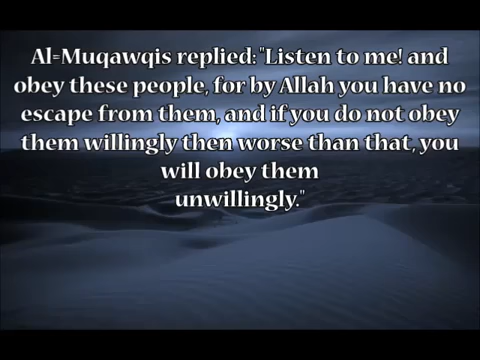 Al-Muqawqis replied: "Listen to me! and
obey these people, for by Allah you have no
escape from them, and if you do not obey
them willingly then worse than that, you
will obey them
unwillingly."